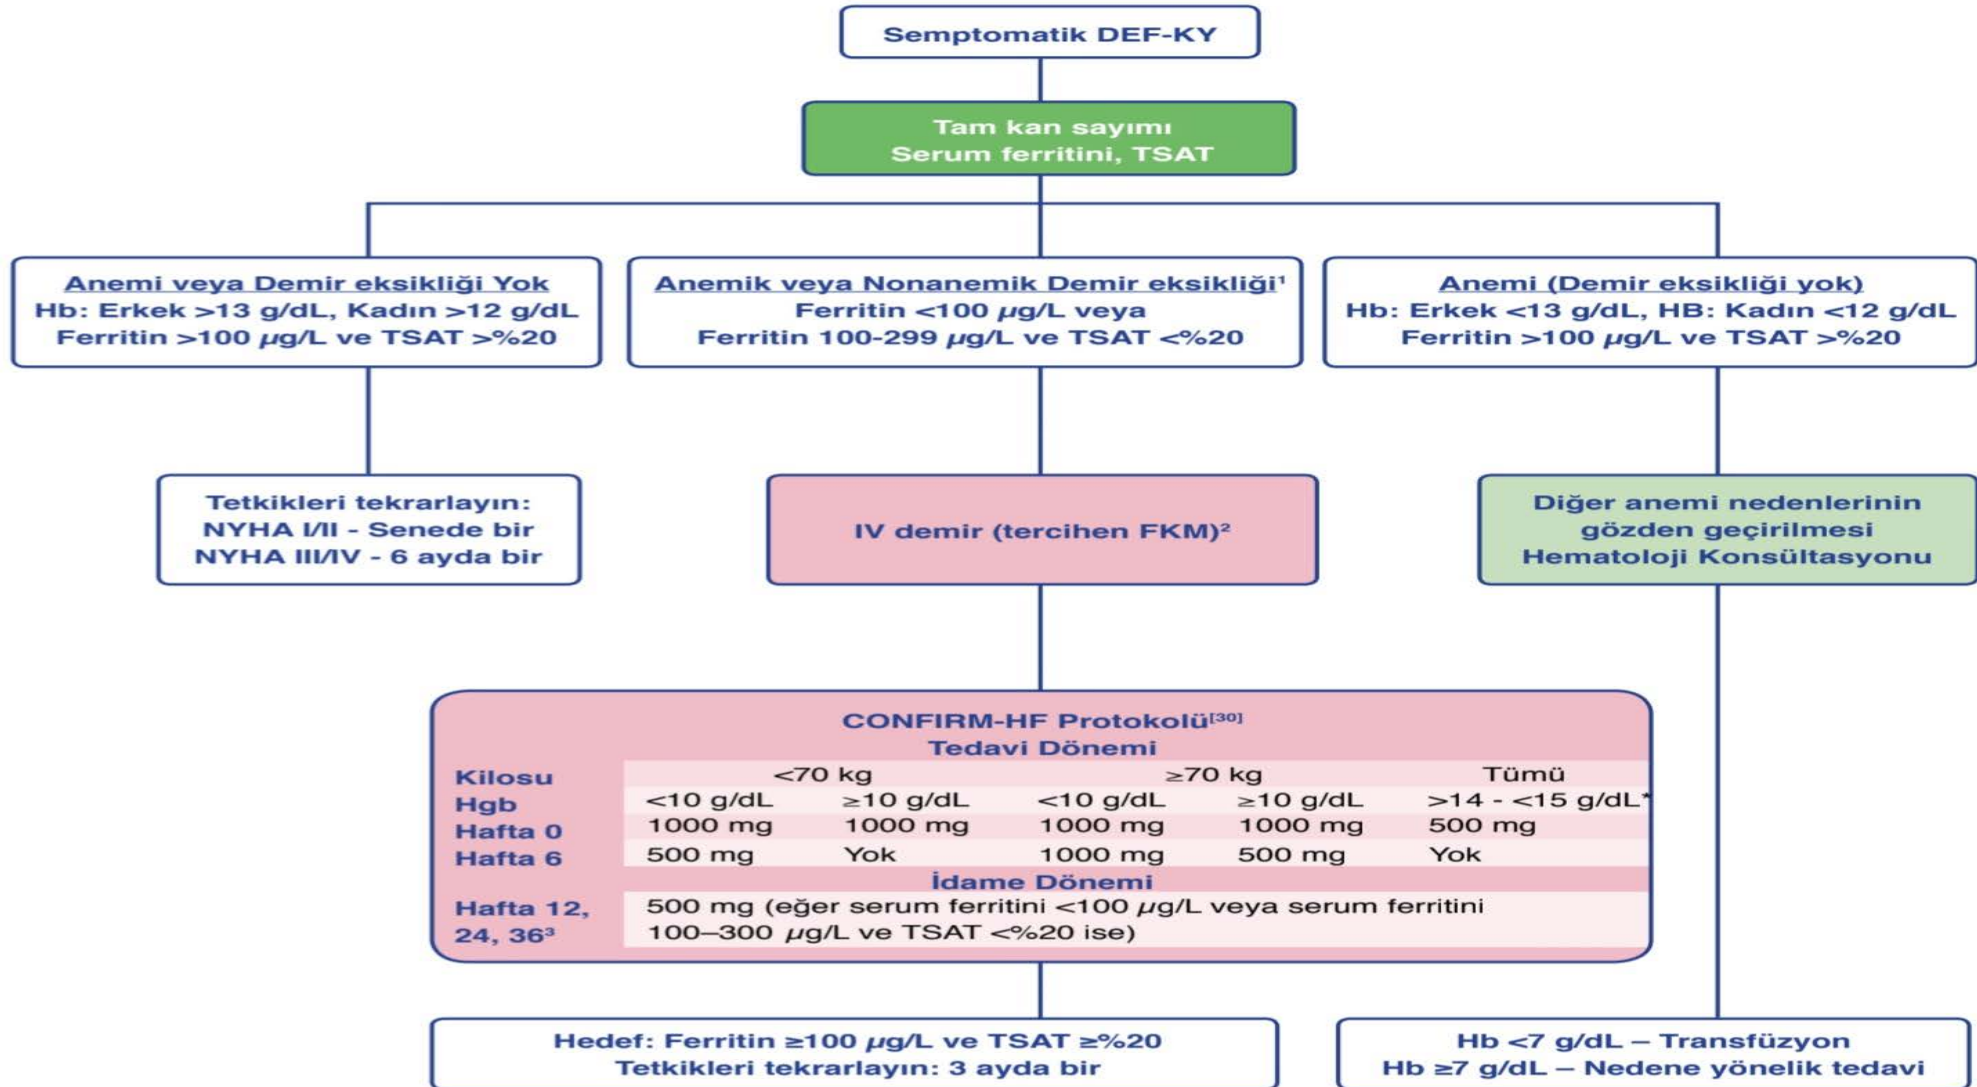 Semptomatik DEF-KY
Tam kan sayımı
Serum ferritini, TSAT
Anemi veya Demir eksikliği Yok
Hb: Erkek >13 g/dL, Kadın >12 g/dL
Ferritin >100 µg/L ve TSAT >%20
Anemik veya Nonanemik Demir eksikliği¹
Ferritin <100 µg/L veya
Ferritin 100-299 µg/L ve TSAT <%20
Anemi (Demir eksikliği yok)
Hb: Erkek <13 g/dL, HB: Kadın <12 g/dL
Ferritin >100 µg/L ve TSAT >%20
Tetkikleri tekrarlayın:
NYHA I/II - Senede bir
NYHA III/IV - 6 ayda bir
IV demir (tercihen FKM)²
Diğer anemi nedenlerinin
gözden geçirilmesi
Hematoloji Konsültasyonu
CONFIRM-HF Protokolü[30]
Tedavi Dönemi
Kilosu <70 kg ≥70 kg Tümü
Hgb <10 g/dL ≥10 g/dL <10 g/dL ≥10 g/dL >14 - <15 g/dL*
Hafta 0 1000 mg 1000 mg 1000 mg 1000 mg 500 mg
Hafta 6 500 mg Yok 1000 mg 500 mg Yok
İdame Dönemi
Hafta 12, 500 mg (eğer serum ferritini <100 µg/L veya serum ferritini
24, 36³ 100–300 µg/L ve TSAT <%20 ise)
Hedef: Ferritin ≥100 µg/L ve TSAT ≥%20
Tetkikleri tekrarlayın: 3 ayda bir
Hb <7 g/dL – Transfüzyon
Hb ≥7 g/dL – Nedene yönelik tedavi